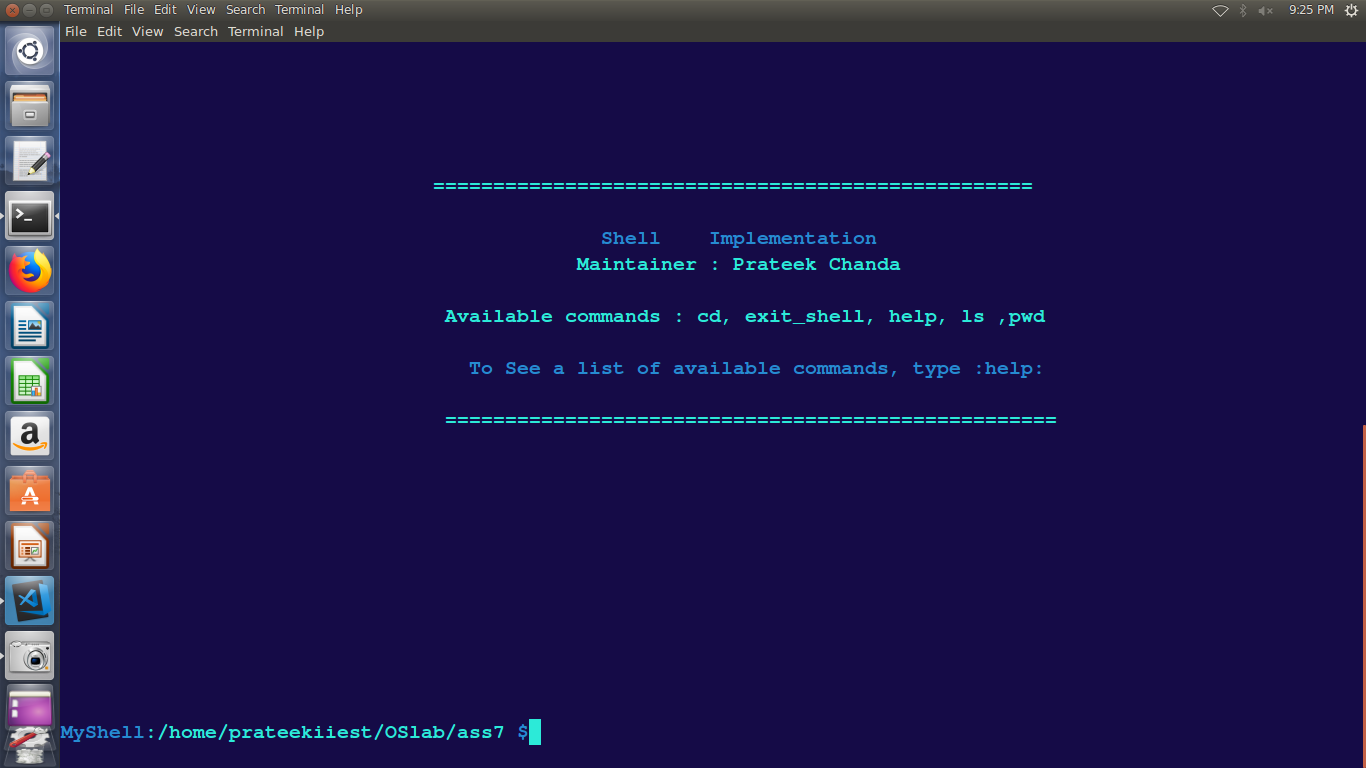 Terminal File Edit View Search Terminal Help 9:25 PM
File Edit View Search Terminal Help
==================================================
Shell Implementation
Maintainer : Prateek Chanda
Available commands : cd, exit_shell, help, ls ,pwd
To See a list of available commands, type :help:
===================================================
MyShell:/home/prateekiiest/OSlab/ass7 $